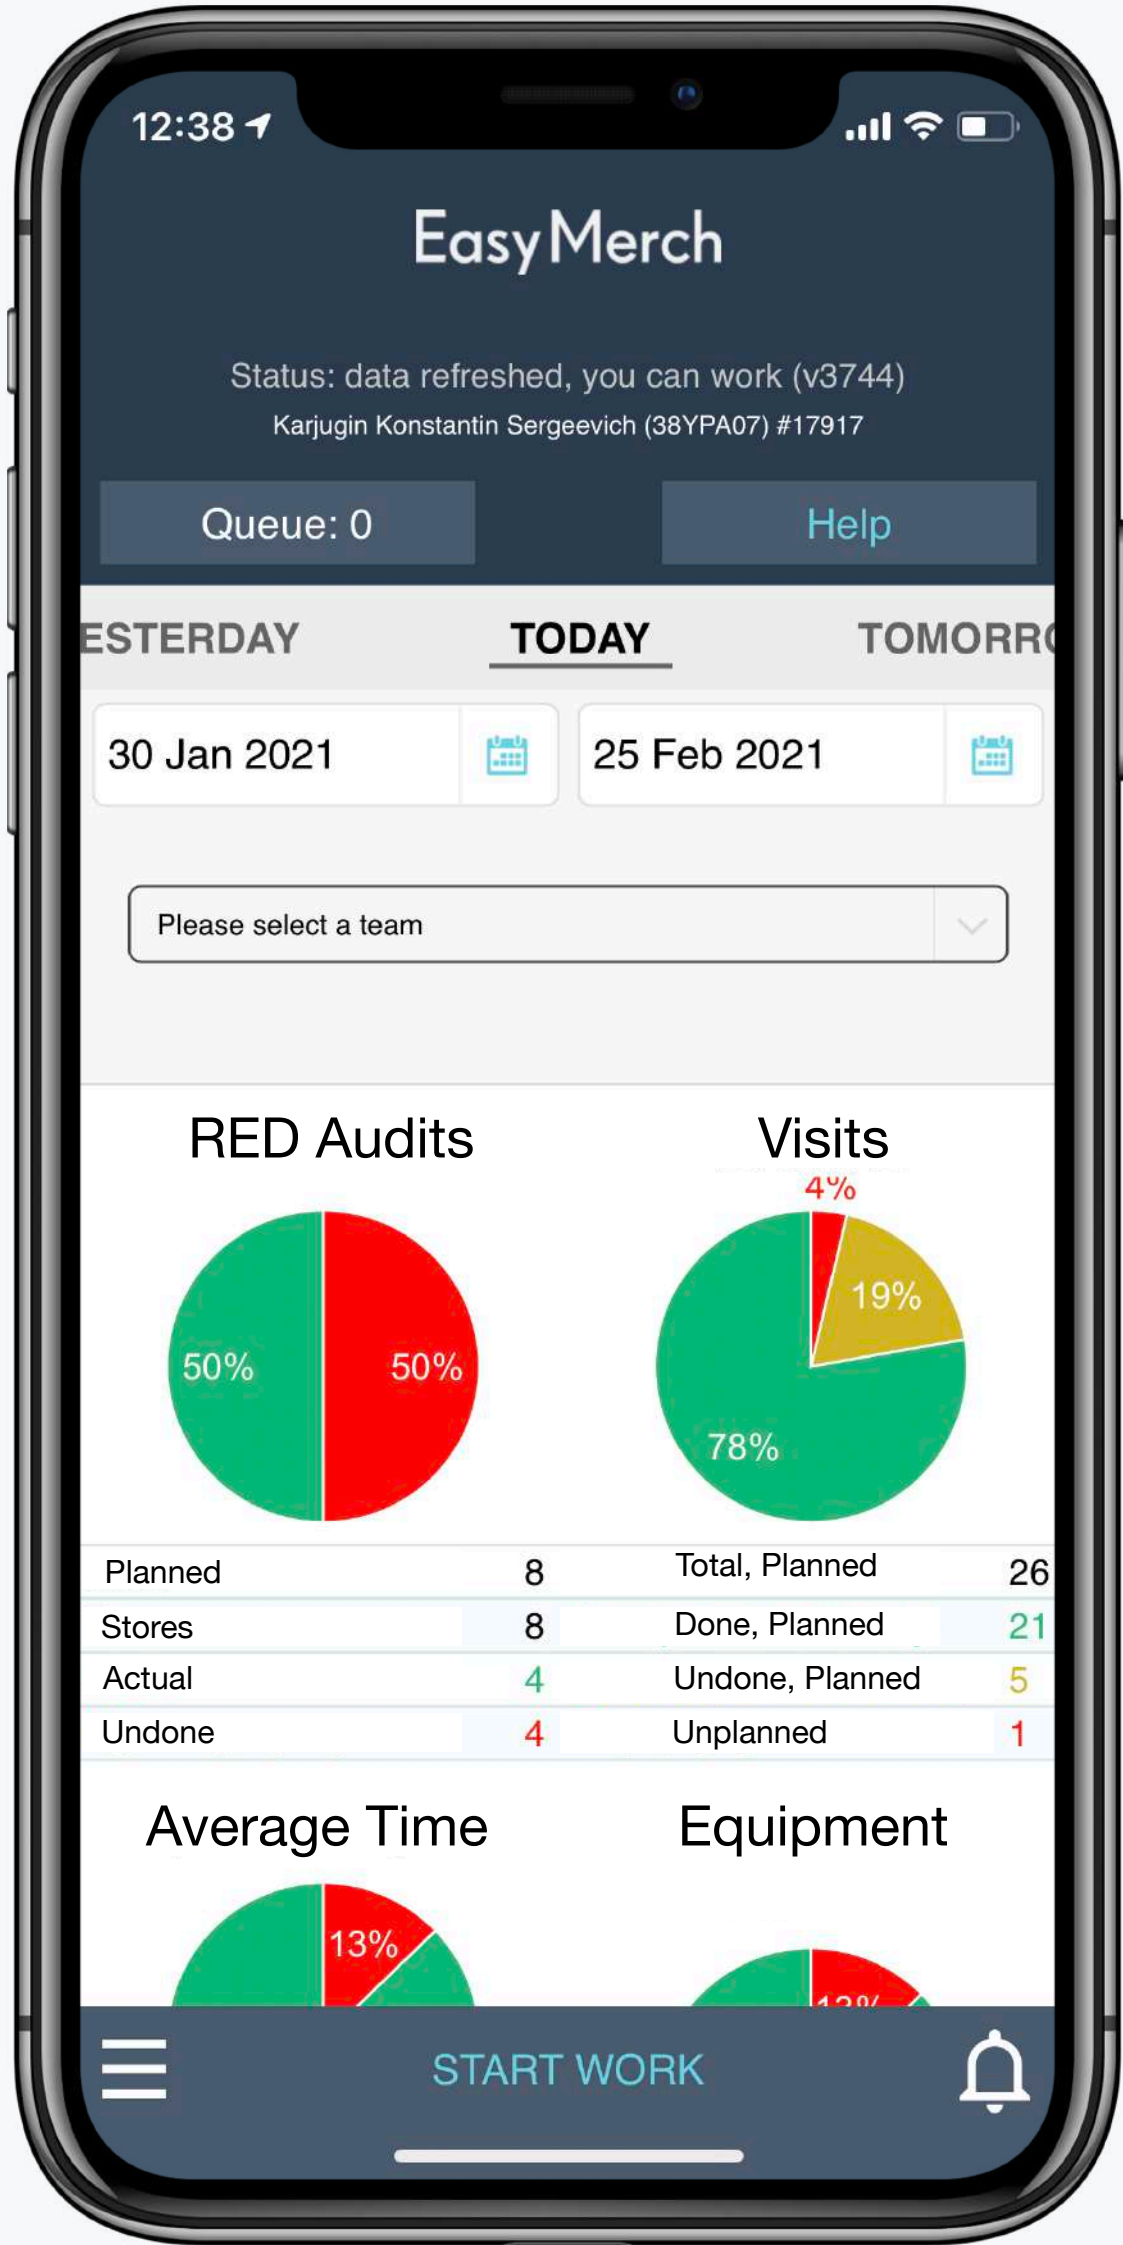 12:38
EasyMerch
Status: data refreshed, you can work (v3744)
Karjugin Konstantin Sergeevich (38YPA07) #17917
Queue: 0 Help
ESTERDAY TODAY TOMORRO
30 Jan 2021 25 Feb 2021
Please select a team
RED Audits Visits
4%
19%
50% 50%
78%
Planned 8 Total, Planned 26
Stores 8 Done, Planned 21
Actual 4 Undone, Planned 5
Undone 4 Unplanned 1
Average Time Equipment
13%
START WORK